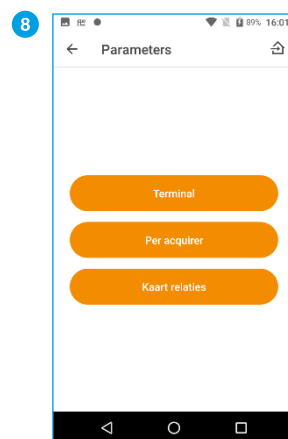 8
89% 16:01
Parameters
Terminal
Per acquirer
Kaart relaties